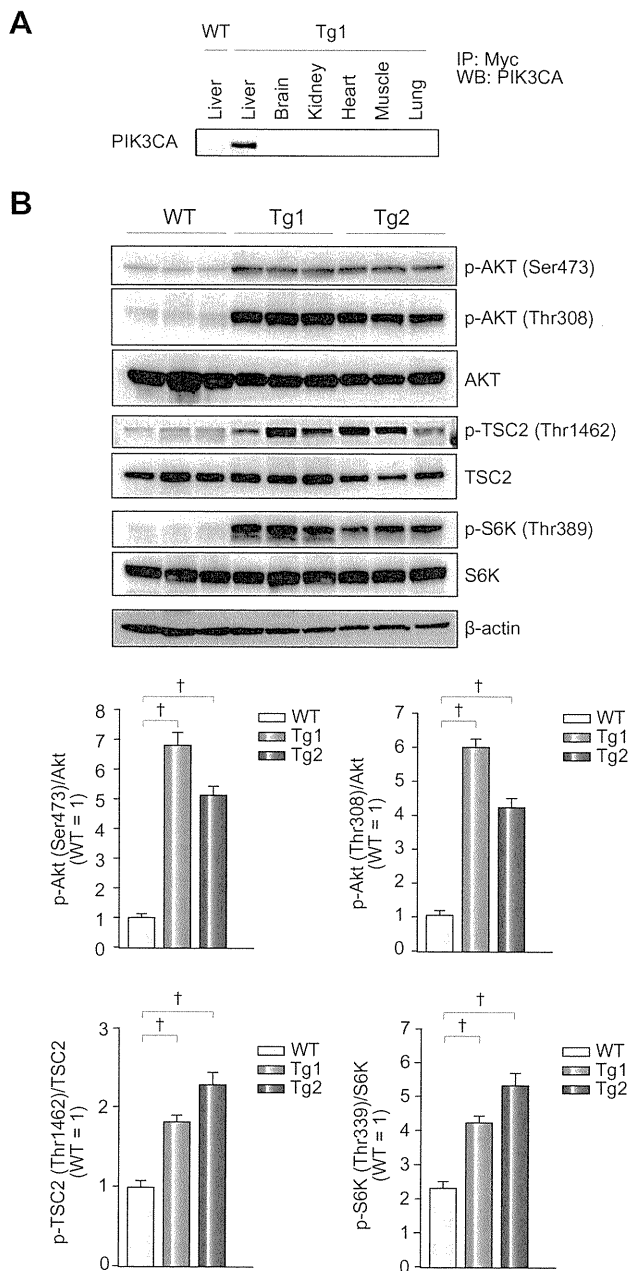 A
WT Tg1
Liver Liver Brain Kidney Heart Muscle Lung
IP: Myc
WB: PIK3CA
PIK3CA
B
WT Tg1 Tg2
p-AKT (Ser473)
p-AKT (Thr308)
AKT
p-TSC2 (Thr1462)
TSC2
p-S6K (Thr389)
S6K
β-actin
p-Akt (Ser473)/Akt
(WT = 1)
8
7
6
5
4
3
2
1
0
† †
WT
Tg1
Tg2
p-Akt (Thr308)/Akt
(WT = 1)
7
6
5
4
3
2
1
0
† †
WT
Tg1
Tg2
p-TSC2 (Thr1462)/TSC2
(WT = 1)
3
2
1
0
† †
WT
Tg1
Tg2
p-S6K (Thr339)/S6K
(WT = 1)
7
6
5
4
3
2
1
0
† †
WT
Tg1
Tg2